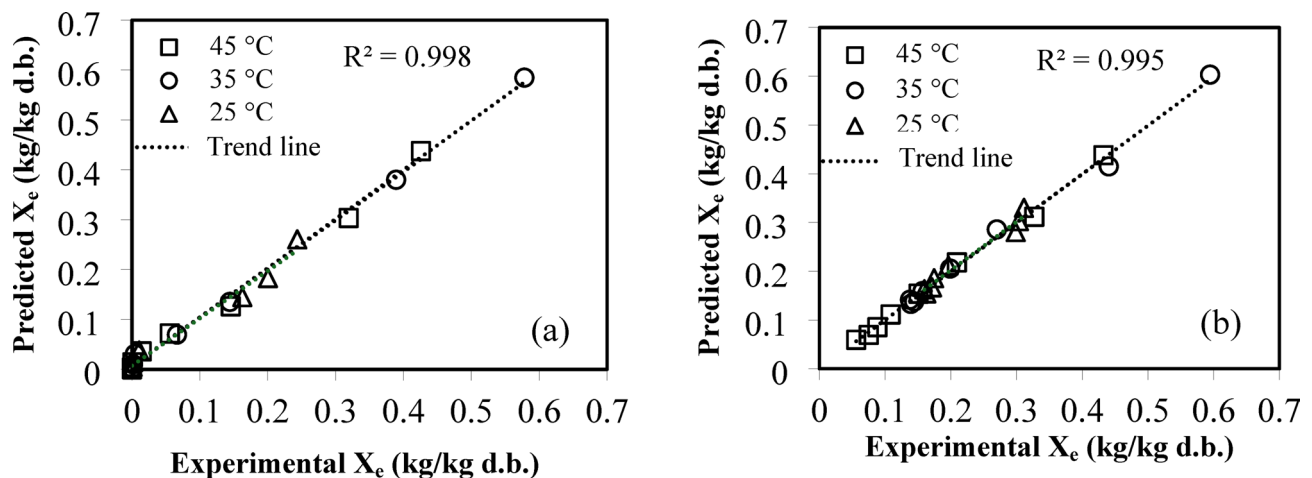 Predicted Xₑ (kg/kg d.b.)
0.7
0.6
0.5
0.4
0.3
0.2
0.1
0
45 °C
35 °C
25 °C
Trend line
R² = 0.998
(a)
0 0.1 0.2 0.3 0.4 0.5 0.6 0.7
Experimental Xₑ (kg/kg d.b.)
Predicted Xₑ (kg/kg d.b.)
0.7
0.6
0.5
0.4
0.3
0.2
0.1
0
45 °C
35 °C
25 °C
Trend line
R² = 0.995
(b)
0 0.1 0.2 0.3 0.4 0.5 0.6 0.7
Experimental Xₑ (kg/kg d.b.)